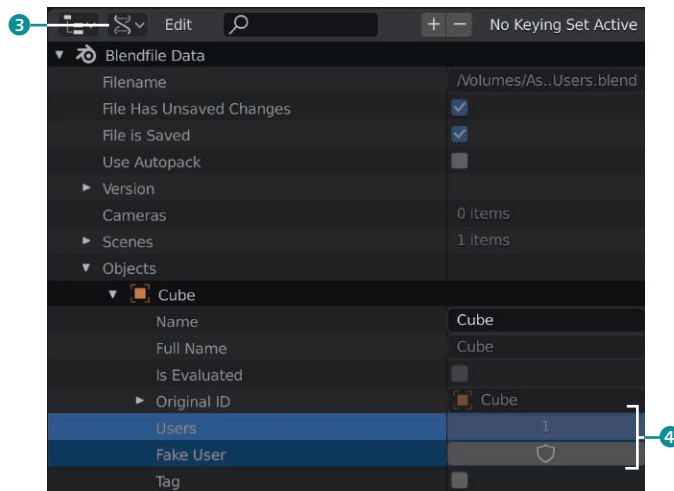 3 Edit + − No Keying Set Active
Blendfile Data
Filename /Volumes/As..Users.blend
File Has Unsaved Changes
File is Saved
Use Autopack
Version
Cameras 0 items
Scenes 1 items
Objects
Cube
Name Cube
Full Name Cube
Is Evaluated
Original ID Cube
Users 1
4
Fake User
Tag